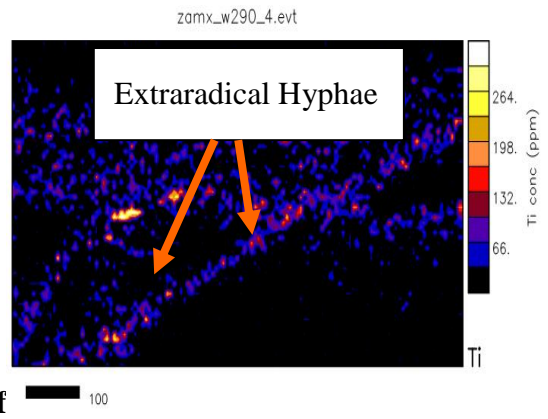 zamx_w290_4.evt
Extraradical Hyphae
264.
198.
132.
66.
Ti conc (ppm)
Ti
f
100